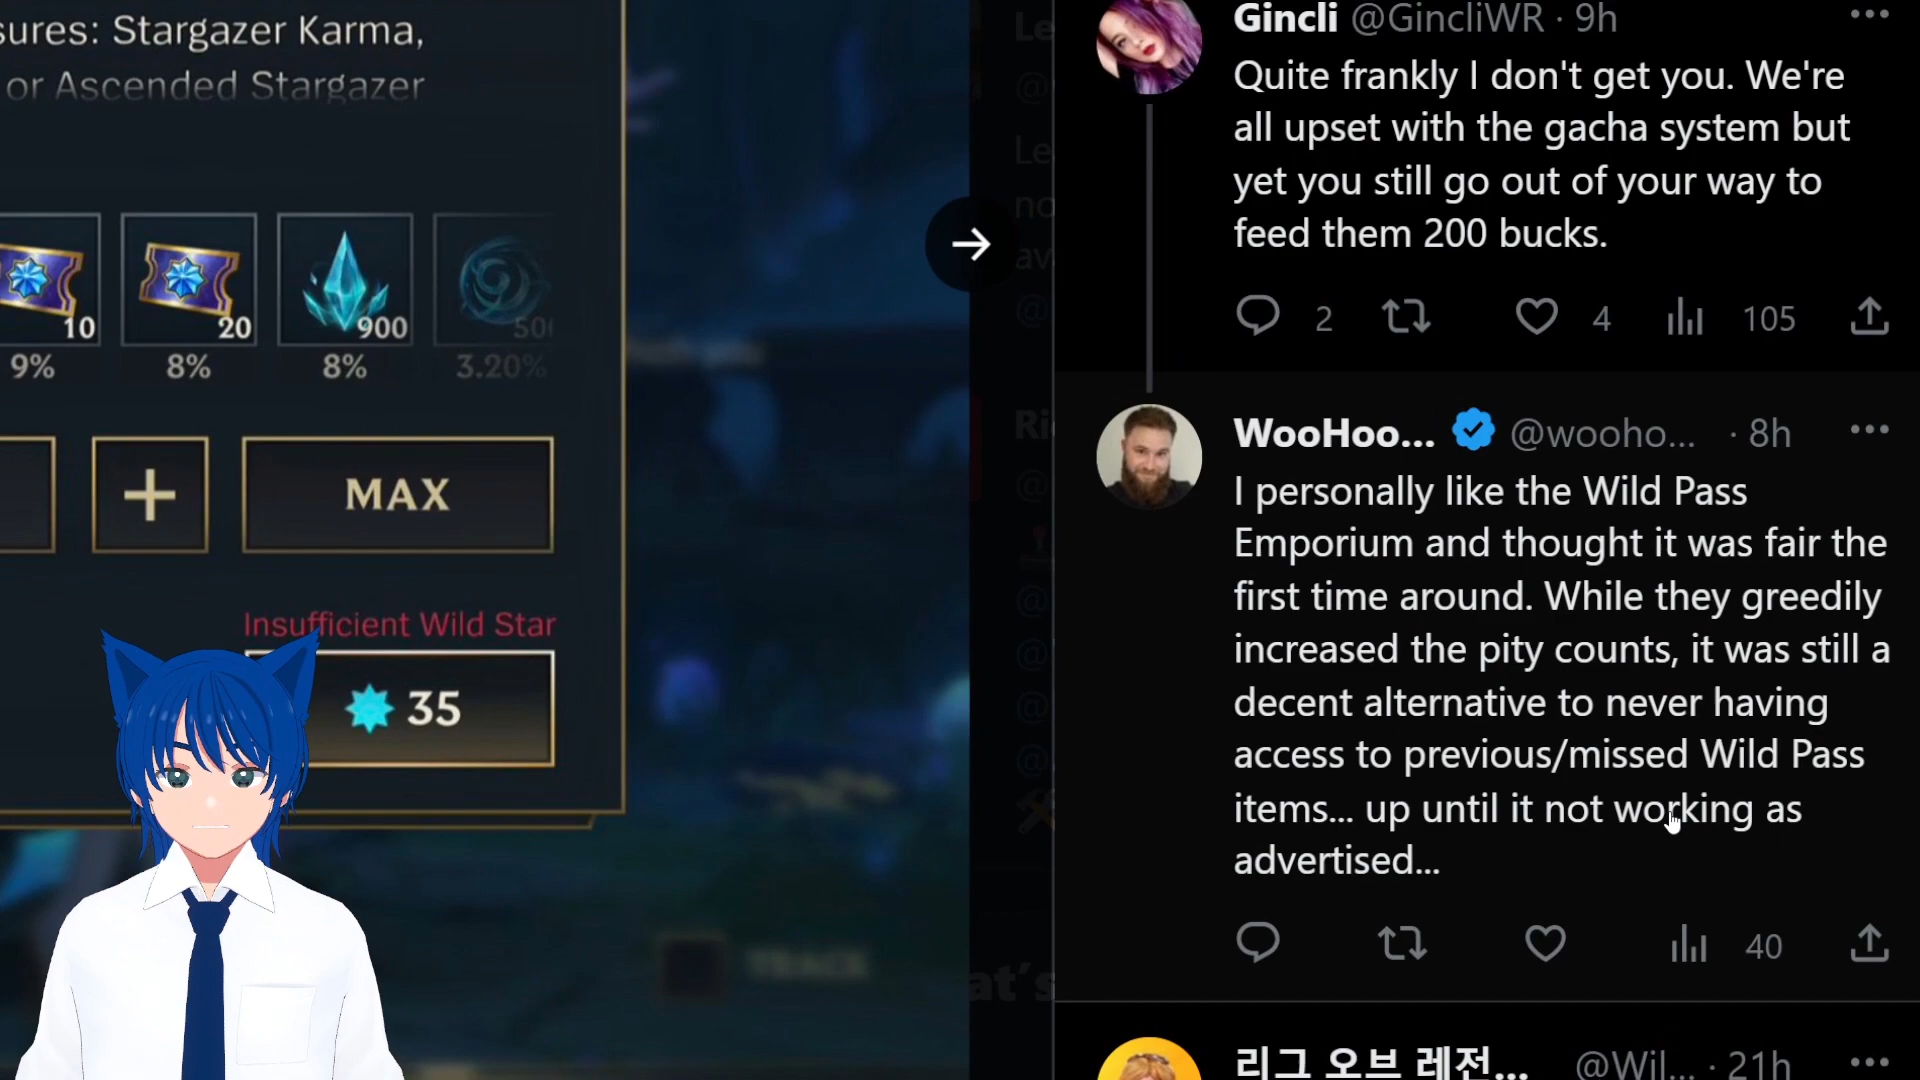 sures: Stargazer Karma,
or Ascended Stargazer
10
20
900
9%
8%
8%
3.20%
MAX
Insufficient Wild Star
35
TRACK
Gincli @GincliWR · 9h
Quite frankly I don't get you. We're
all upset with the gacha system but
yet you still go out of your way to
feed them 200 bucks.
2
4
105
WooHoo... @wooho... · 8h
I personally like the Wild Pass
Emporium and thought it was fair the
first time around. While they greedily
increased the pity counts, it was still a
decent alternative to never having
access to previous/missed Wild Pass
items... up until it not working as
advertised...
40
리그 오브 레전... @Wil... · 21h